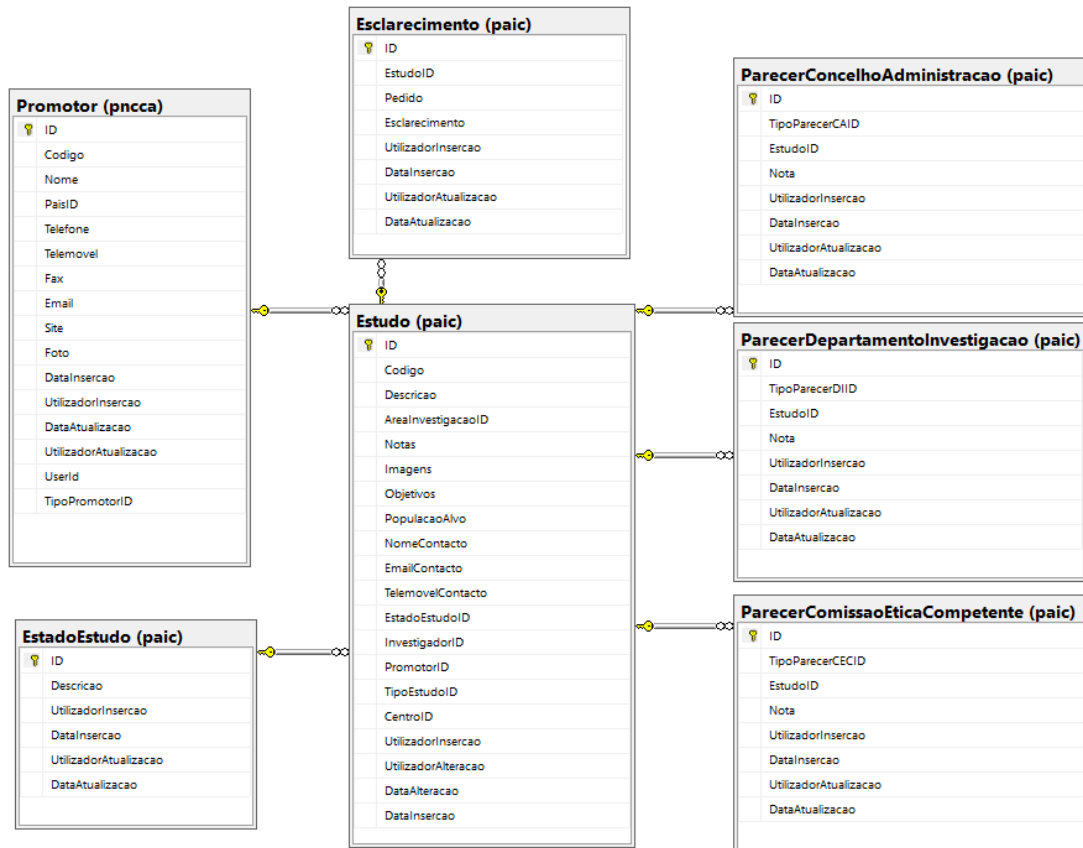 Promotor (pncca)
ID
Codigo
Nome
PaisID
Telefone
Telemovel
Fax
Email
Site
Foto
DataInsercao
UtilizadorInsercao
DataAtualizacao
UtilizadorAtualizacao
UserId
TipoPromotorID
EstadoEstudo (paic)
ID
Descricao
UtilizadorInsercao
DataInsercao
UtilizadorAtualizacao
DataAtualizacao
Esclarecimento (paic)
ID
EstudoID
Pedido
Esclarecimento
UtilizadorInsercao
DataInsercao
UtilizadorAtualizacao
DataAtualizacao
Estudo (paic)
ID
Codigo
Descricao
AreaInvestigacaoID
Notas
Imagens
Objetivos
PopulacaoAlvo
NomeContacto
EmailContacto
TelemovelContacto
EstadoEstudoID
InvestigadorID
PromotorID
TipoEstudoID
CentroID
UtilizadorInsercao
UtilizadorAlteracao
DataAlteracao
DataInsercao
ParecerConcelhoAdministracao (paic)
ID
TipoParecerCAID
EstudoID
Nota
UtilizadorInsercao
DataInsercao
UtilizadorAtualizacao
DataAtualizacao
ParecerDepartamentoInvestigacao (paic)
ID
TipoParecerDIID
EstudoID
Nota
UtilizadorInsercao
DataInsercao
UtilizadorAtualizacao
DataAtualizacao
ParecerComissaoEticaCompetente (paic)
ID
TipoParecerCECID
EstudoID
Nota
UtilizadorInsercao
DataInsercao
UtilizadorAtualizacao
DataAtualizacao